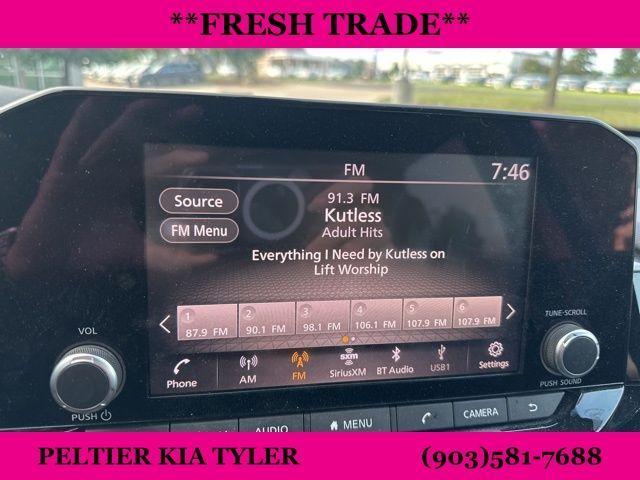 **FRESH TRADE**
FM
7:46
Source
91.3 FM
Kutless
FM Menu
Adult Hits
Everything I Need by Kutless on
Lift Worship
1
2
3
4
5
6
87.9 FM
90.1 FM
98.1 FM
106.1 FM
107.9 FM
107.9 FM
VOL
TUNE-SCROLL
Phone
AM
FM
SXM
SiriusXM
BT Audio
USB1
Settings
PUSH
PUSH SOUND
AUDIO
MENU
CAMERA
PELTIER KIA TYLER
(903)581-7688